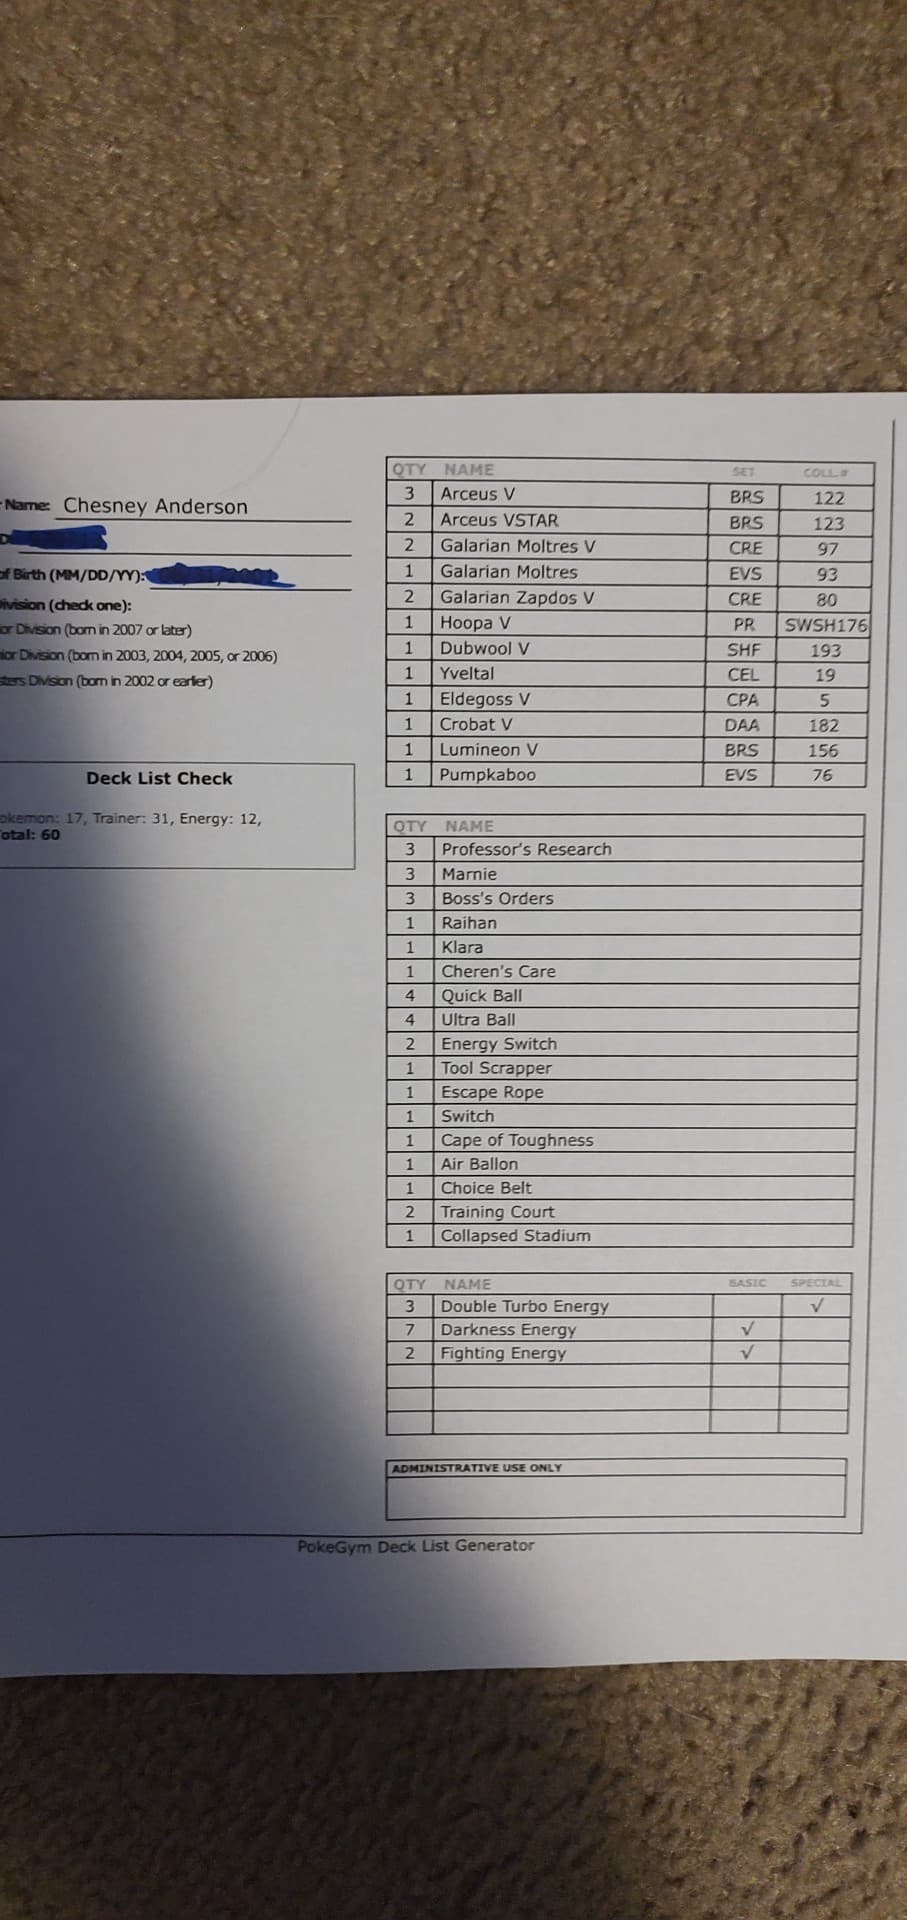 Name: Chesney Anderson
of Birth (MM/DD/YY):
ivision (check one):
or Division (born in 2007 or later)
ior Division (born in 2003, 2004, 2005, or 2006)
sters Division (born in 2002 or earlier)
Deck List Check
okemon: 17, Trainer: 31, Energy: 12,
otal: 60
QTY NAME SET COLL#
3 Arceus V BRS 122
2 Arceus VSTAR BRS 123
2 Galarian Moltres V CRE 97
1 Galarian Moltres EVS 93
2 Galarian Zapdos V CRE 80
1 Hoopa V PR SWSH176
1 Dubwool V SHF 193
1 Yveltal CEL 19
1 Eldegoss V CPA 5
1 Crobat V DAA 182
1 Lumineon V BRS 156
1 Pumpkaboo EVS 76
QTY NAME
3 Professor's Research
3 Marnie
3 Boss's Orders
1 Raihan
1 Klara
1 Cheren's Care
4 Quick Ball
4 Ultra Ball
2 Energy Switch
1 Tool Scrapper
1 Escape Rope
1 Switch
1 Cape of Toughness
1 Air Ballon
1 Choice Belt
2 Training Court
1 Collapsed Stadium
QTY NAME BASIC SPECIAL
3 Double Turbo Energy √
7 Darkness Energy √
2 Fighting Energy √
ADMINISTRATIVE USE ONLY
PokeGym Deck List Generator